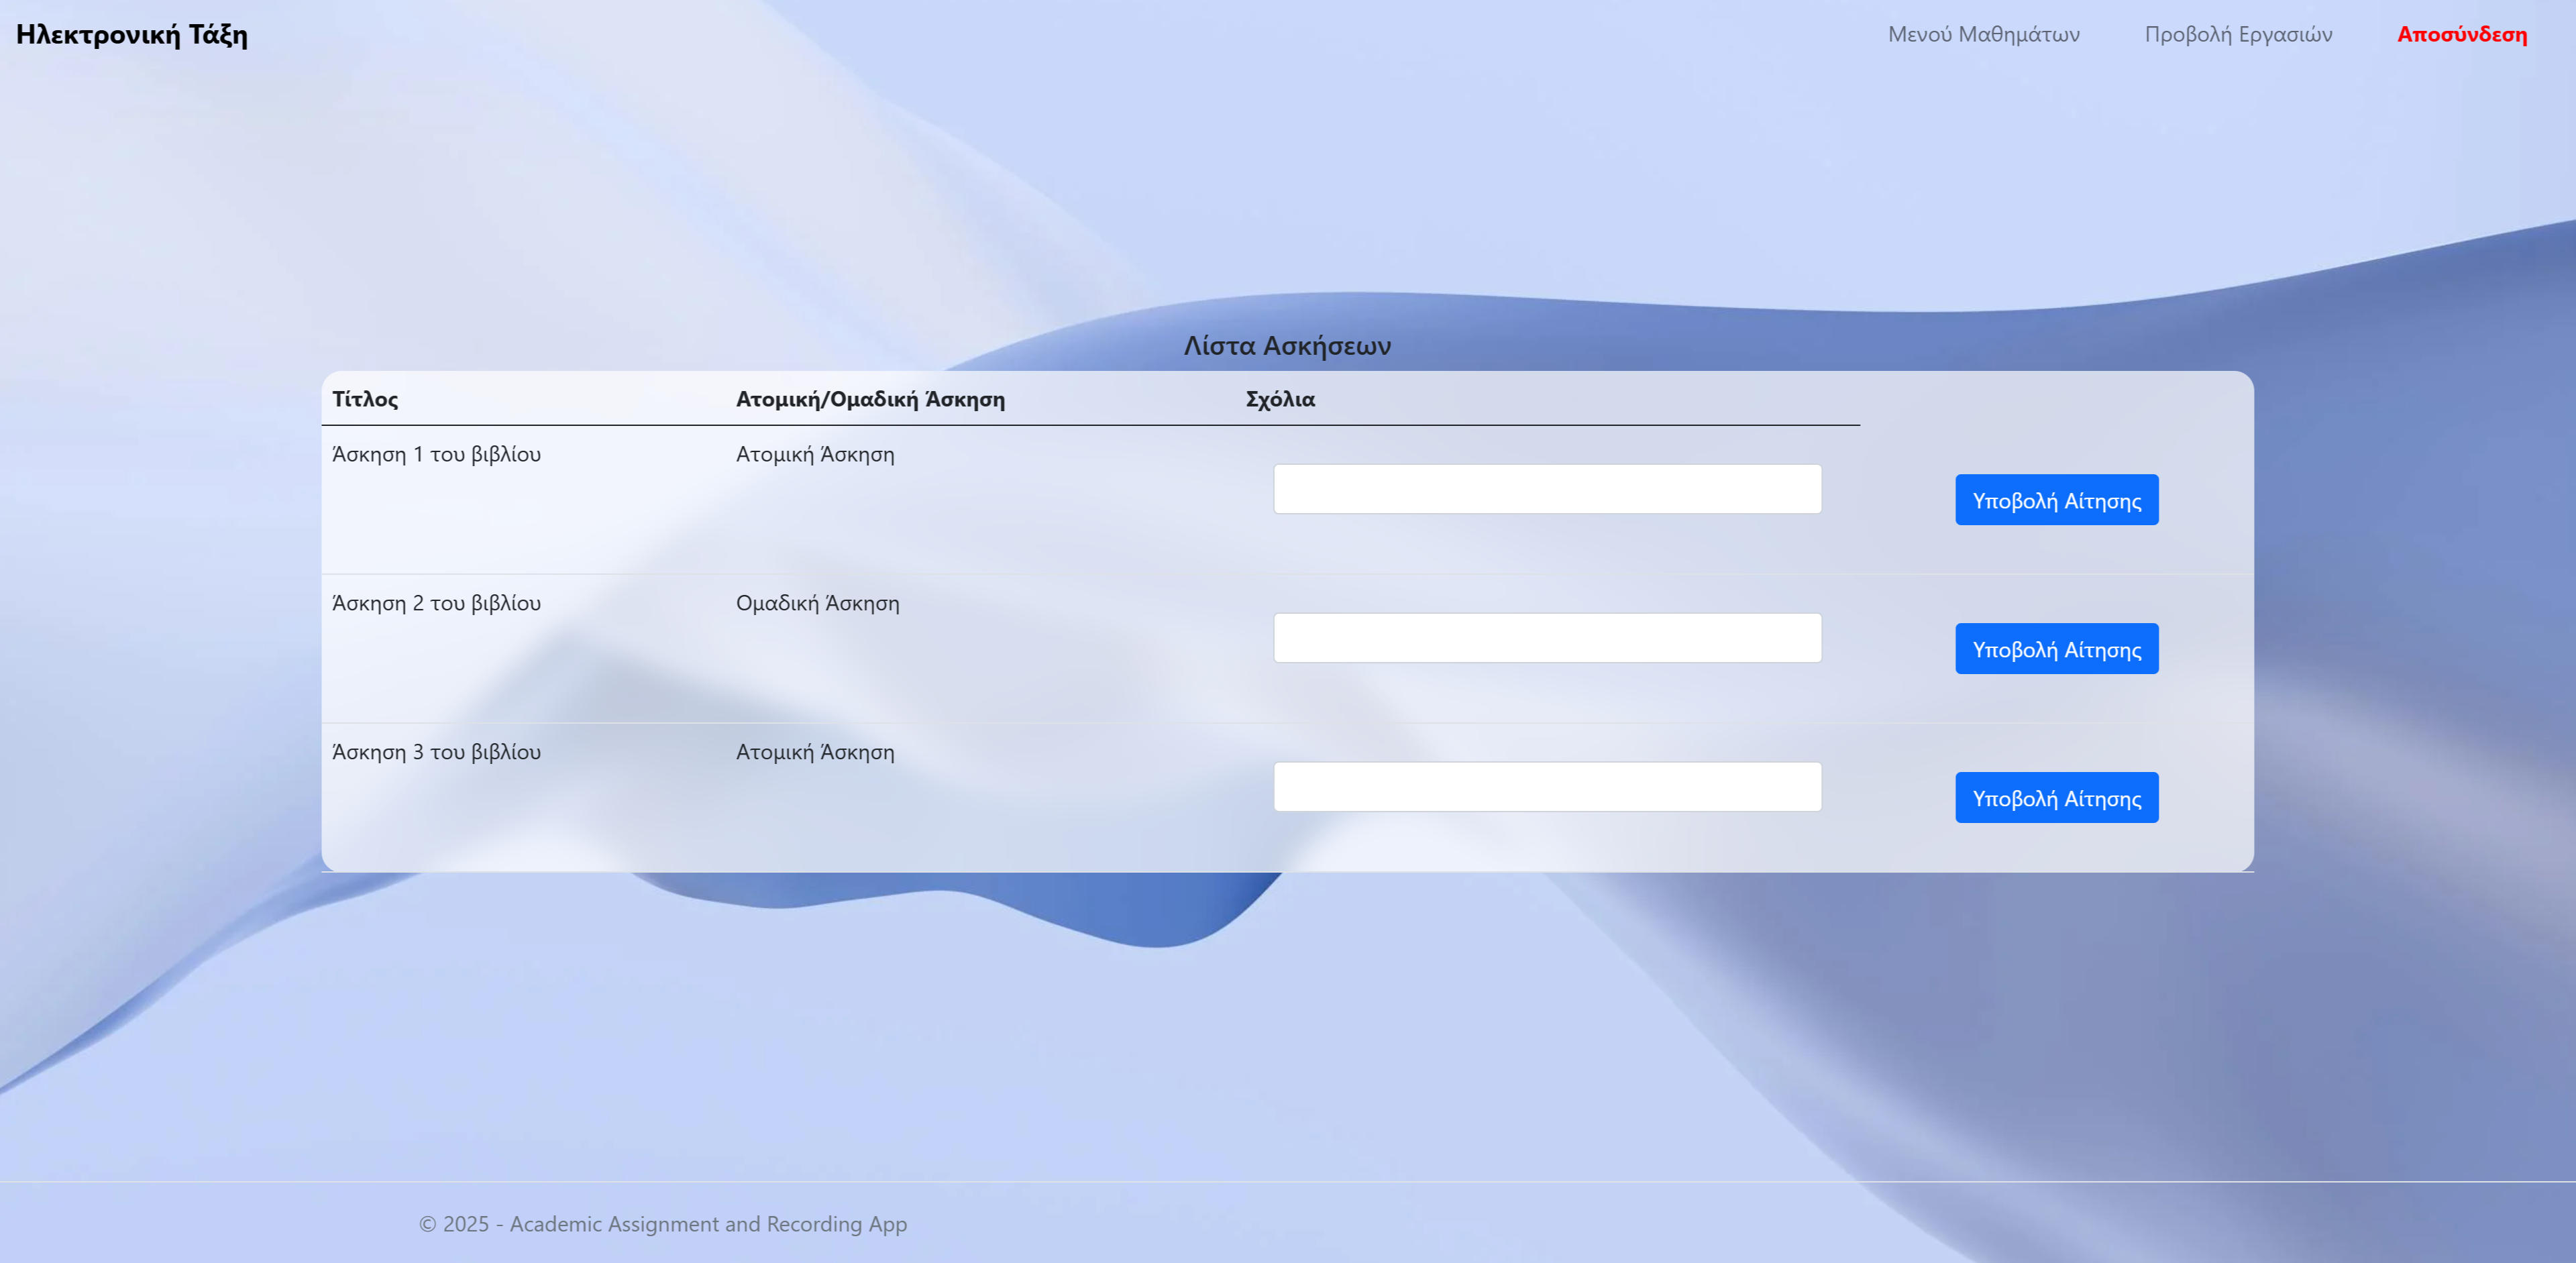 Ηλεκτρονική Τάξη
Μενού Μαθημάτων
Προβολή Εργασιών
Αποσύνδεση
Λίστα Ασκήσεων
Τίτλος Ατομική/Ομαδική Άσκηση Σχόλια
Άσκηση 1 του βιβλίου Ατομική Άσκηση Υποβολή Αίτησης
Άσκηση 2 του βιβλίου Ομαδική Άσκηση Υποβολή Αίτησης
Άσκηση 3 του βιβλίου Ατομική Άσκηση Υποβολή Αίτησης
© 2025 - Academic Assignment and Recording App